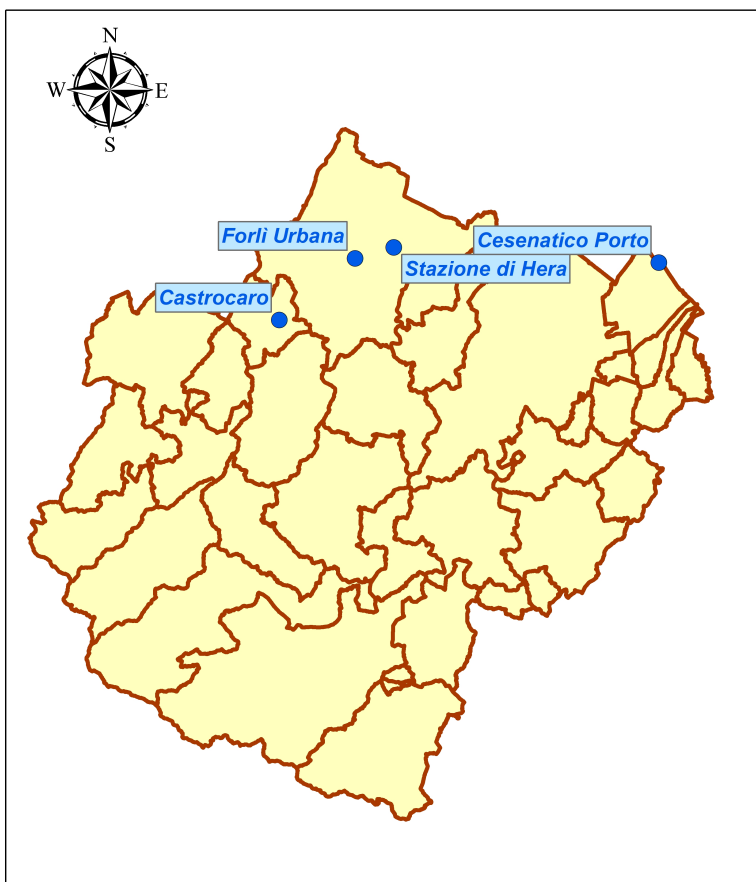 N
W E
S
Forlì Urbana
Cesenatico Porto
Stazione di Hera
Castrocaro